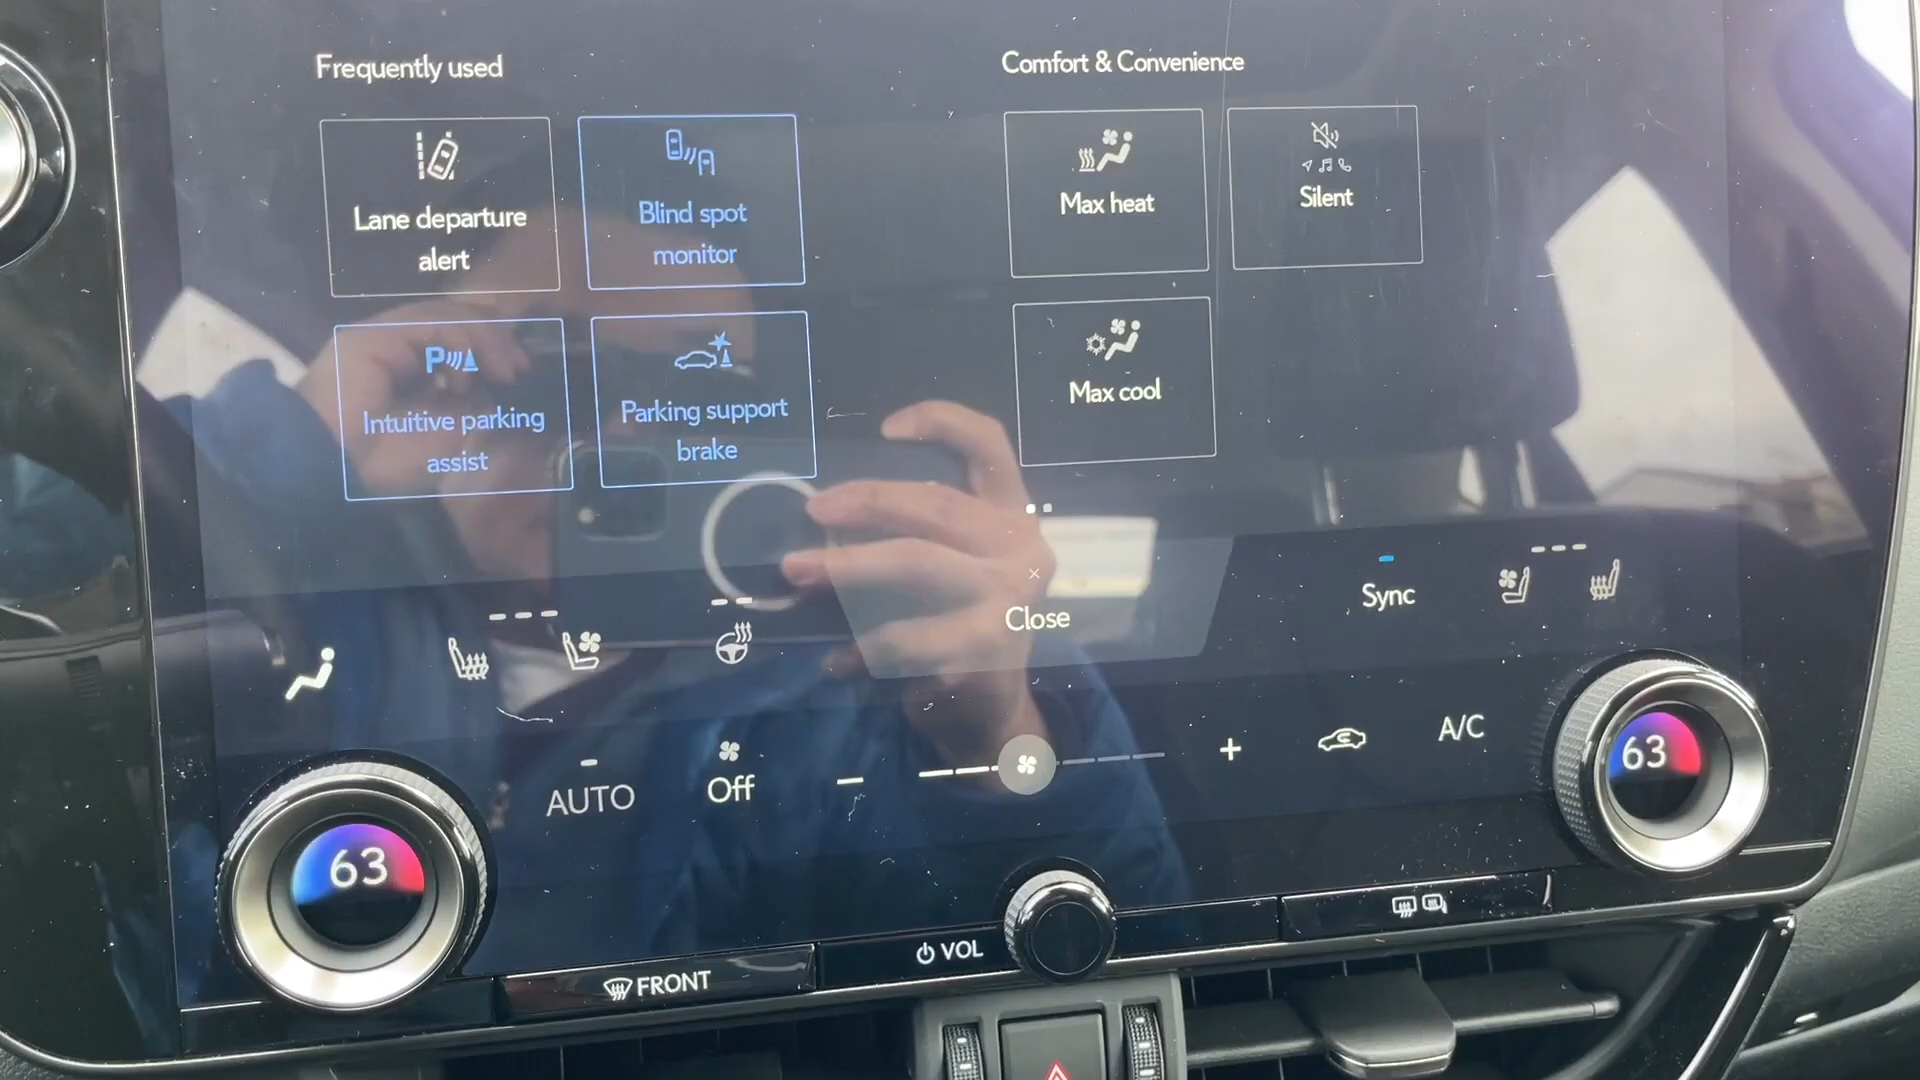 Frequently used
Comfort & Convenience
Lane departure
alert
Blind spot
monitor
Max heat
Silent
P
Intuitive parking
assist
Parking support
brake
Max cool
Close
Sync
AUTO
Off
A/C
63
63
VOL
FRONT